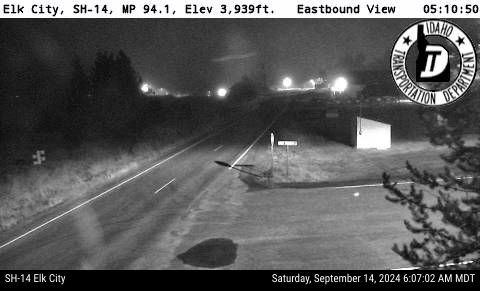 Elk City, SH-14, MP 94.1, Elev 3,939ft. Eastbound View 05:10:50
IDAHO
TRANSPORTATION DEPARTMENT
SH-14 Elk City Saturday, September 14, 2024 6:07:02 AM MDT